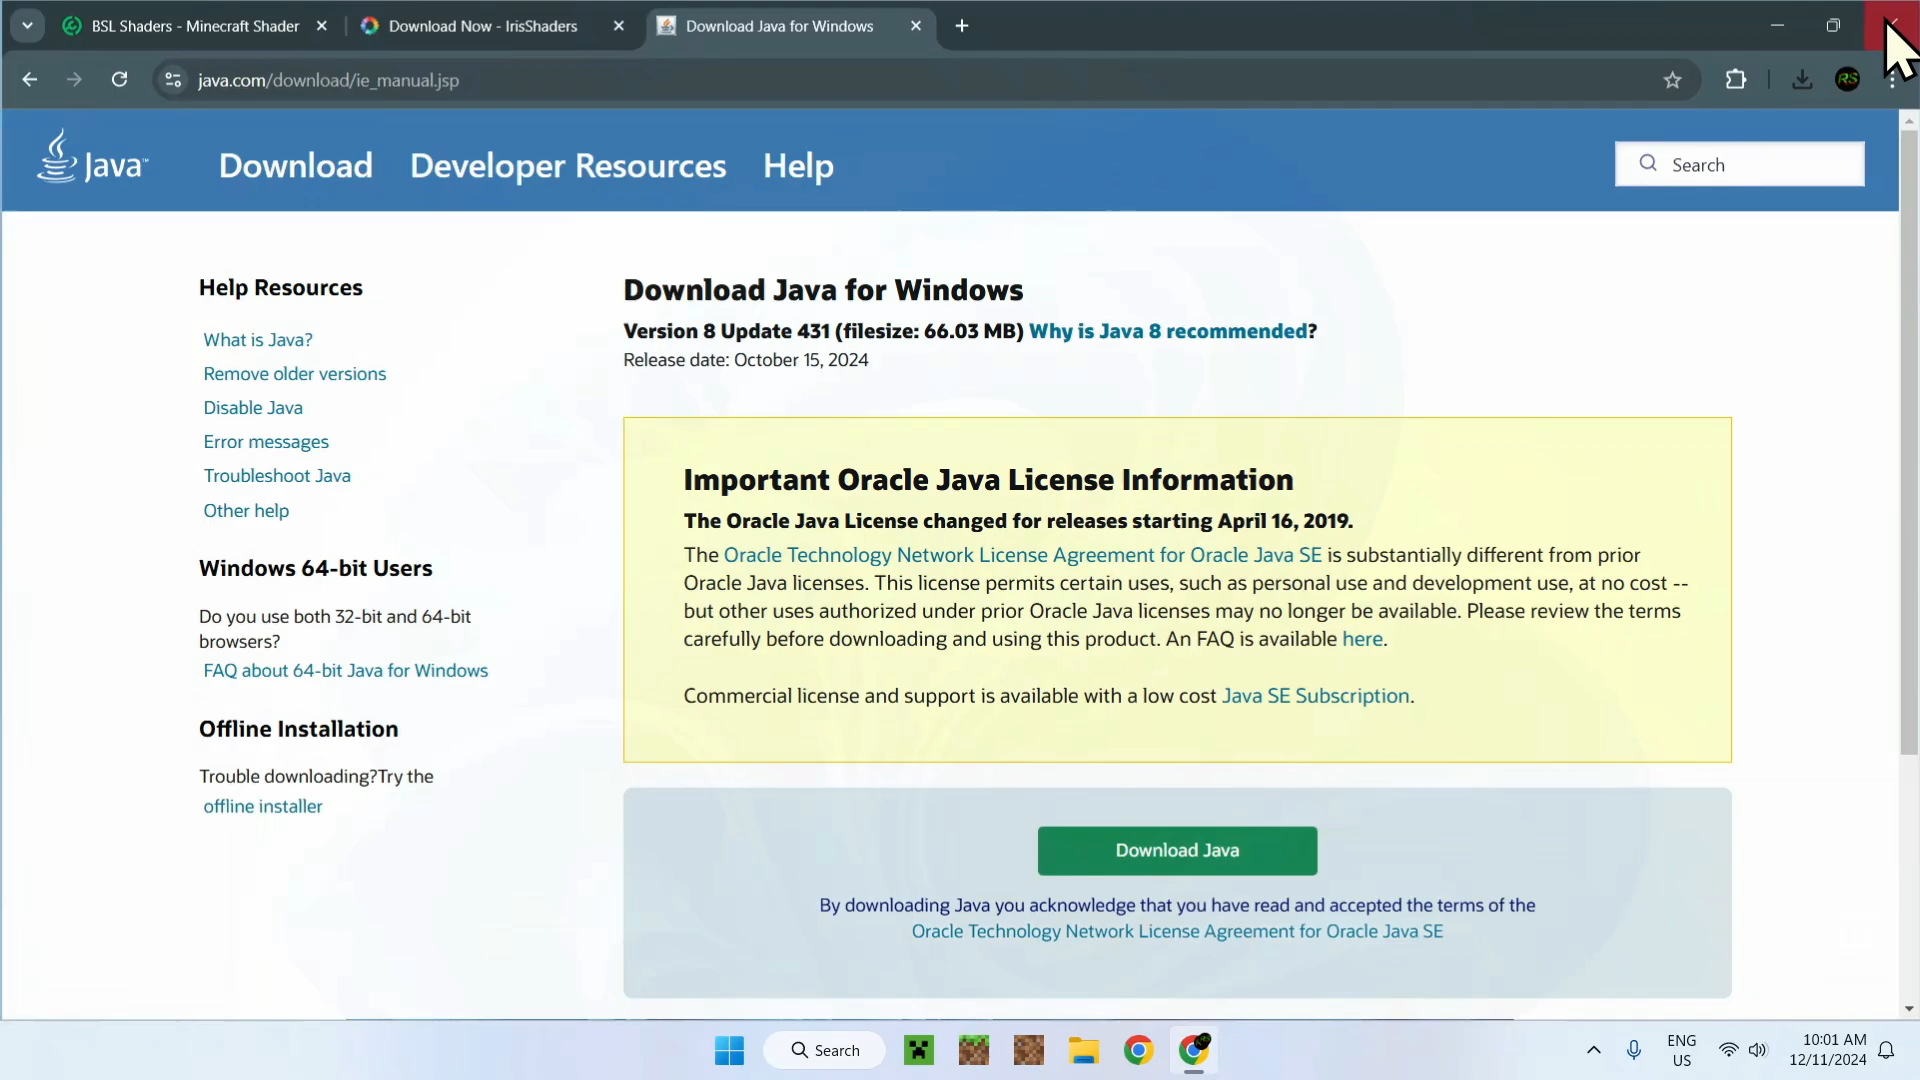 BSL Shaders - Minecraft Shader
Download Now - IrisShaders
Download Java for Windows
java.com/download/ie_manual.jsp
RS
Java™
Download
Developer Resources
Help
Search
Help Resources
What is Java?
Remove older versions
Disable Java
Error messages
Troubleshoot Java
Other help
Windows 64-bit Users
Do you use both 32-bit and 64-bit
browsers?
FAQ about 64-bit Java for Windows
Offline Installation
Trouble downloading?Try the
offline installer
Download Java for Windows
Version 8 Update 431 (filesize: 66.03 MB) Why is Java 8 recommended?
Release date: October 15, 2024
Important Oracle Java License Information
The Oracle Java License changed for releases starting April 16, 2019.
The Oracle Technology Network License Agreement for Oracle Java SE is substantially different from prior
Oracle Java licenses. This license permits certain uses, such as personal use and development use, at no cost --
but other uses authorized under prior Oracle Java licenses may no longer be available. Please review the terms
carefully before downloading and using this product. An FAQ is available here.
Commercial license and support is available with a low cost Java SE Subscription.
Download Java
By downloading Java you acknowledge that you have read and accepted the terms of the
Oracle Technology Network License Agreement for Oracle Java SE
Search
ENG
US
10:01 AM
12/11/2024